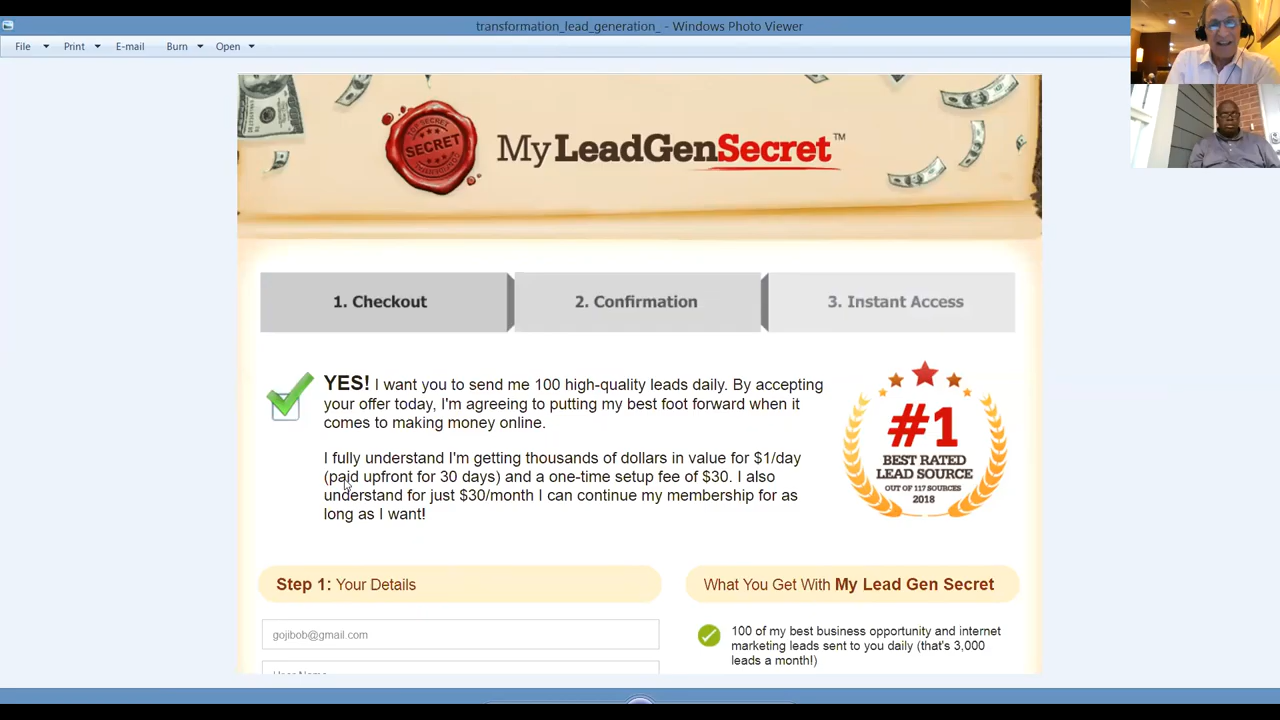 transformation_lead_generation_ - Windows Photo Viewer
File Print E-mail Burn Open
SECRET
My LeadGenSecret™
1. Checkout
2. Confirmation
3. Instant Access
YES! I want you to send me 100 high-quality leads daily. By accepting
your offer today, I'm agreeing to putting my best foot forward when it
comes to making money online.
I fully understand I'm getting thousands of dollars in value for $1/day
(paid upfront for 30 days) and a one-time setup fee of $30. I also
understand for just $30/month I can continue my membership for as
long as I want!
#1
BEST RATED
LEAD SOURCE
OUT OF 117 SOURCES
2018
Step 1: Your Details
gojibob@gmail.com
User Name
What You Get With My Lead Gen Secret
100 of my best business opportunity and internet
marketing leads sent to you daily (that's 3,000
leads a month!)